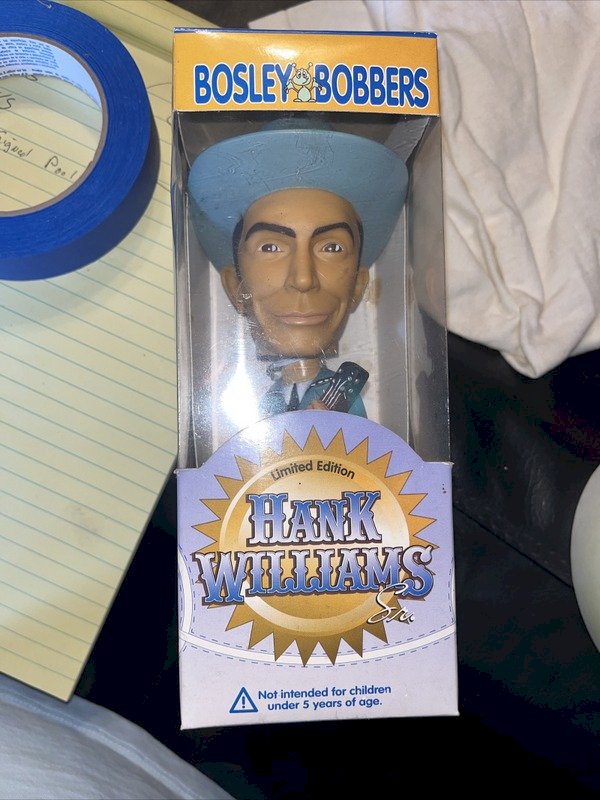 BOSLEY BOBBERS
Limited Edition
HANK
WILLIAMS
Sr.
Not intended for children
under 5 years of age.